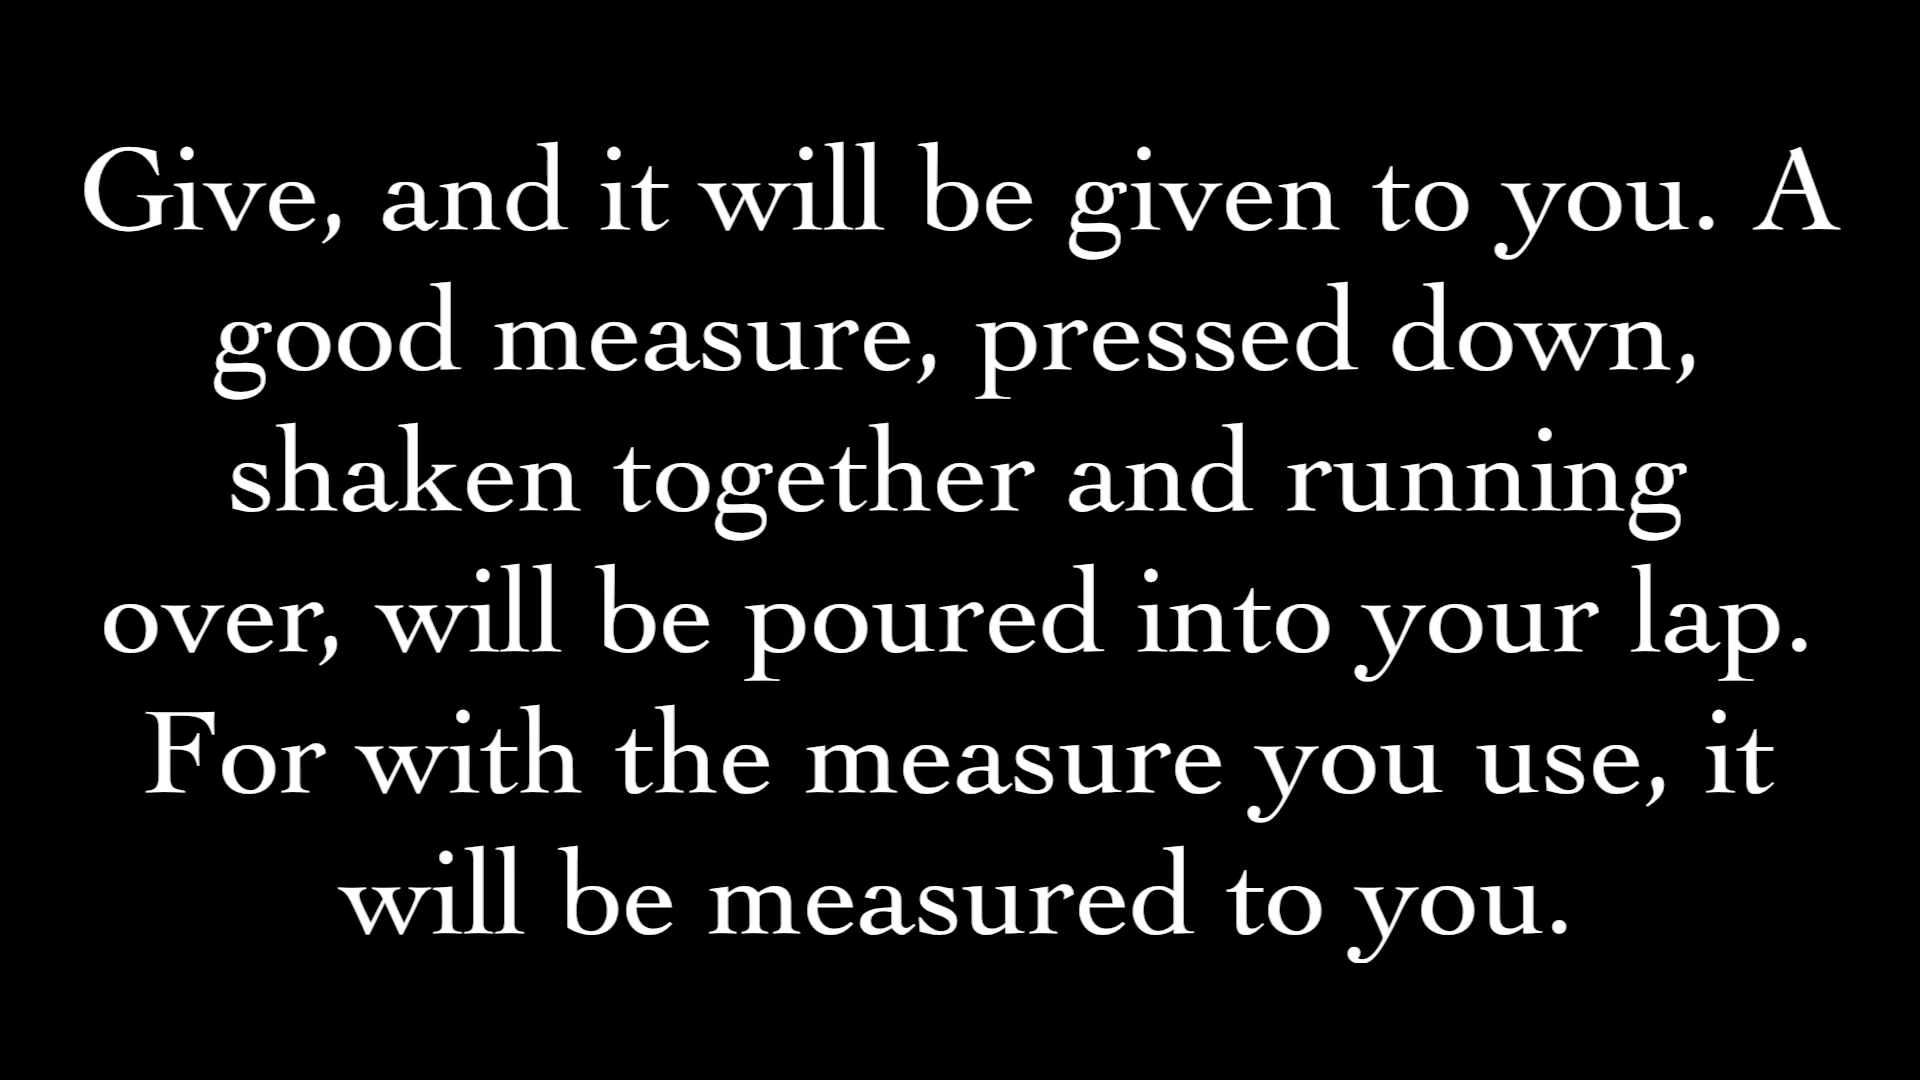 Give, and it will be given to you. A
good measure, pressed down,
shaken together and running
over, will be poured into your lap.
For with the measure you use, it
will be measured to you.